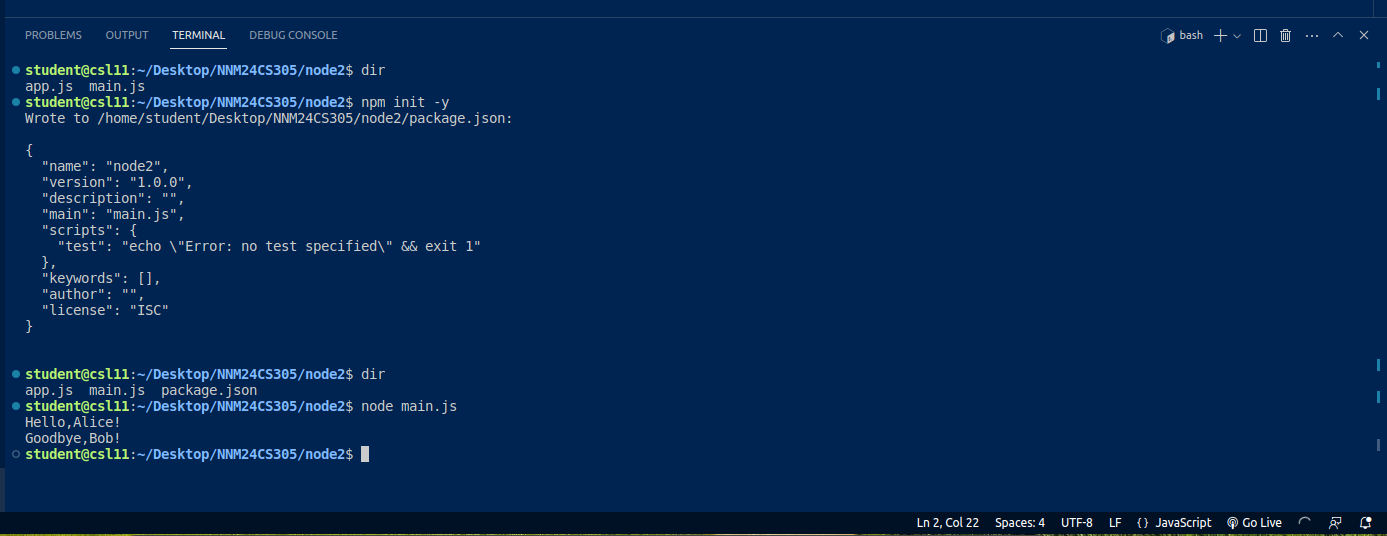 PROBLEMS OUTPUT TERMINAL DEBUG CONSOLE bash
student@csl11:~/Desktop/NNM24CS305/node2$ dir
app.js  main.js
student@csl11:~/Desktop/NNM24CS305/node2$ npm init -y
Wrote to /home/student/Desktop/NNM24CS305/node2/package.json:
{
  "name": "node2",
  "version": "1.0.0",
  "description": "",
  "main": "main.js",
  "scripts": {
    "test": "echo \"Error: no test specified\" && exit 1"
  },
  "keywords": [],
  "author": "",
  "license": "ISC"
}
student@csl11:~/Desktop/NNM24CS305/node2$ dir
app.js  main.js  package.json
student@csl11:~/Desktop/NNM24CS305/node2$ node main.js
Hello,Alice!
Goodbye,Bob!
student@csl11:~/Desktop/NNM24CS305/node2$
Ln 2, Col 22 Spaces: 4 UTF-8 LF {} JavaScript Go Live